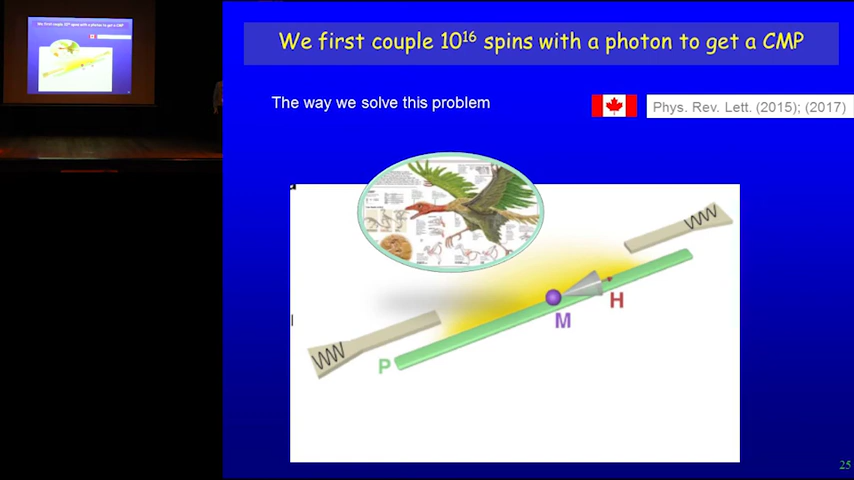 We first couple 10¹⁶ spins with a photon to get a CMP
The way we solve this problem
Phys. Rev. Lett. (2015); (2017)
H
M
P
25